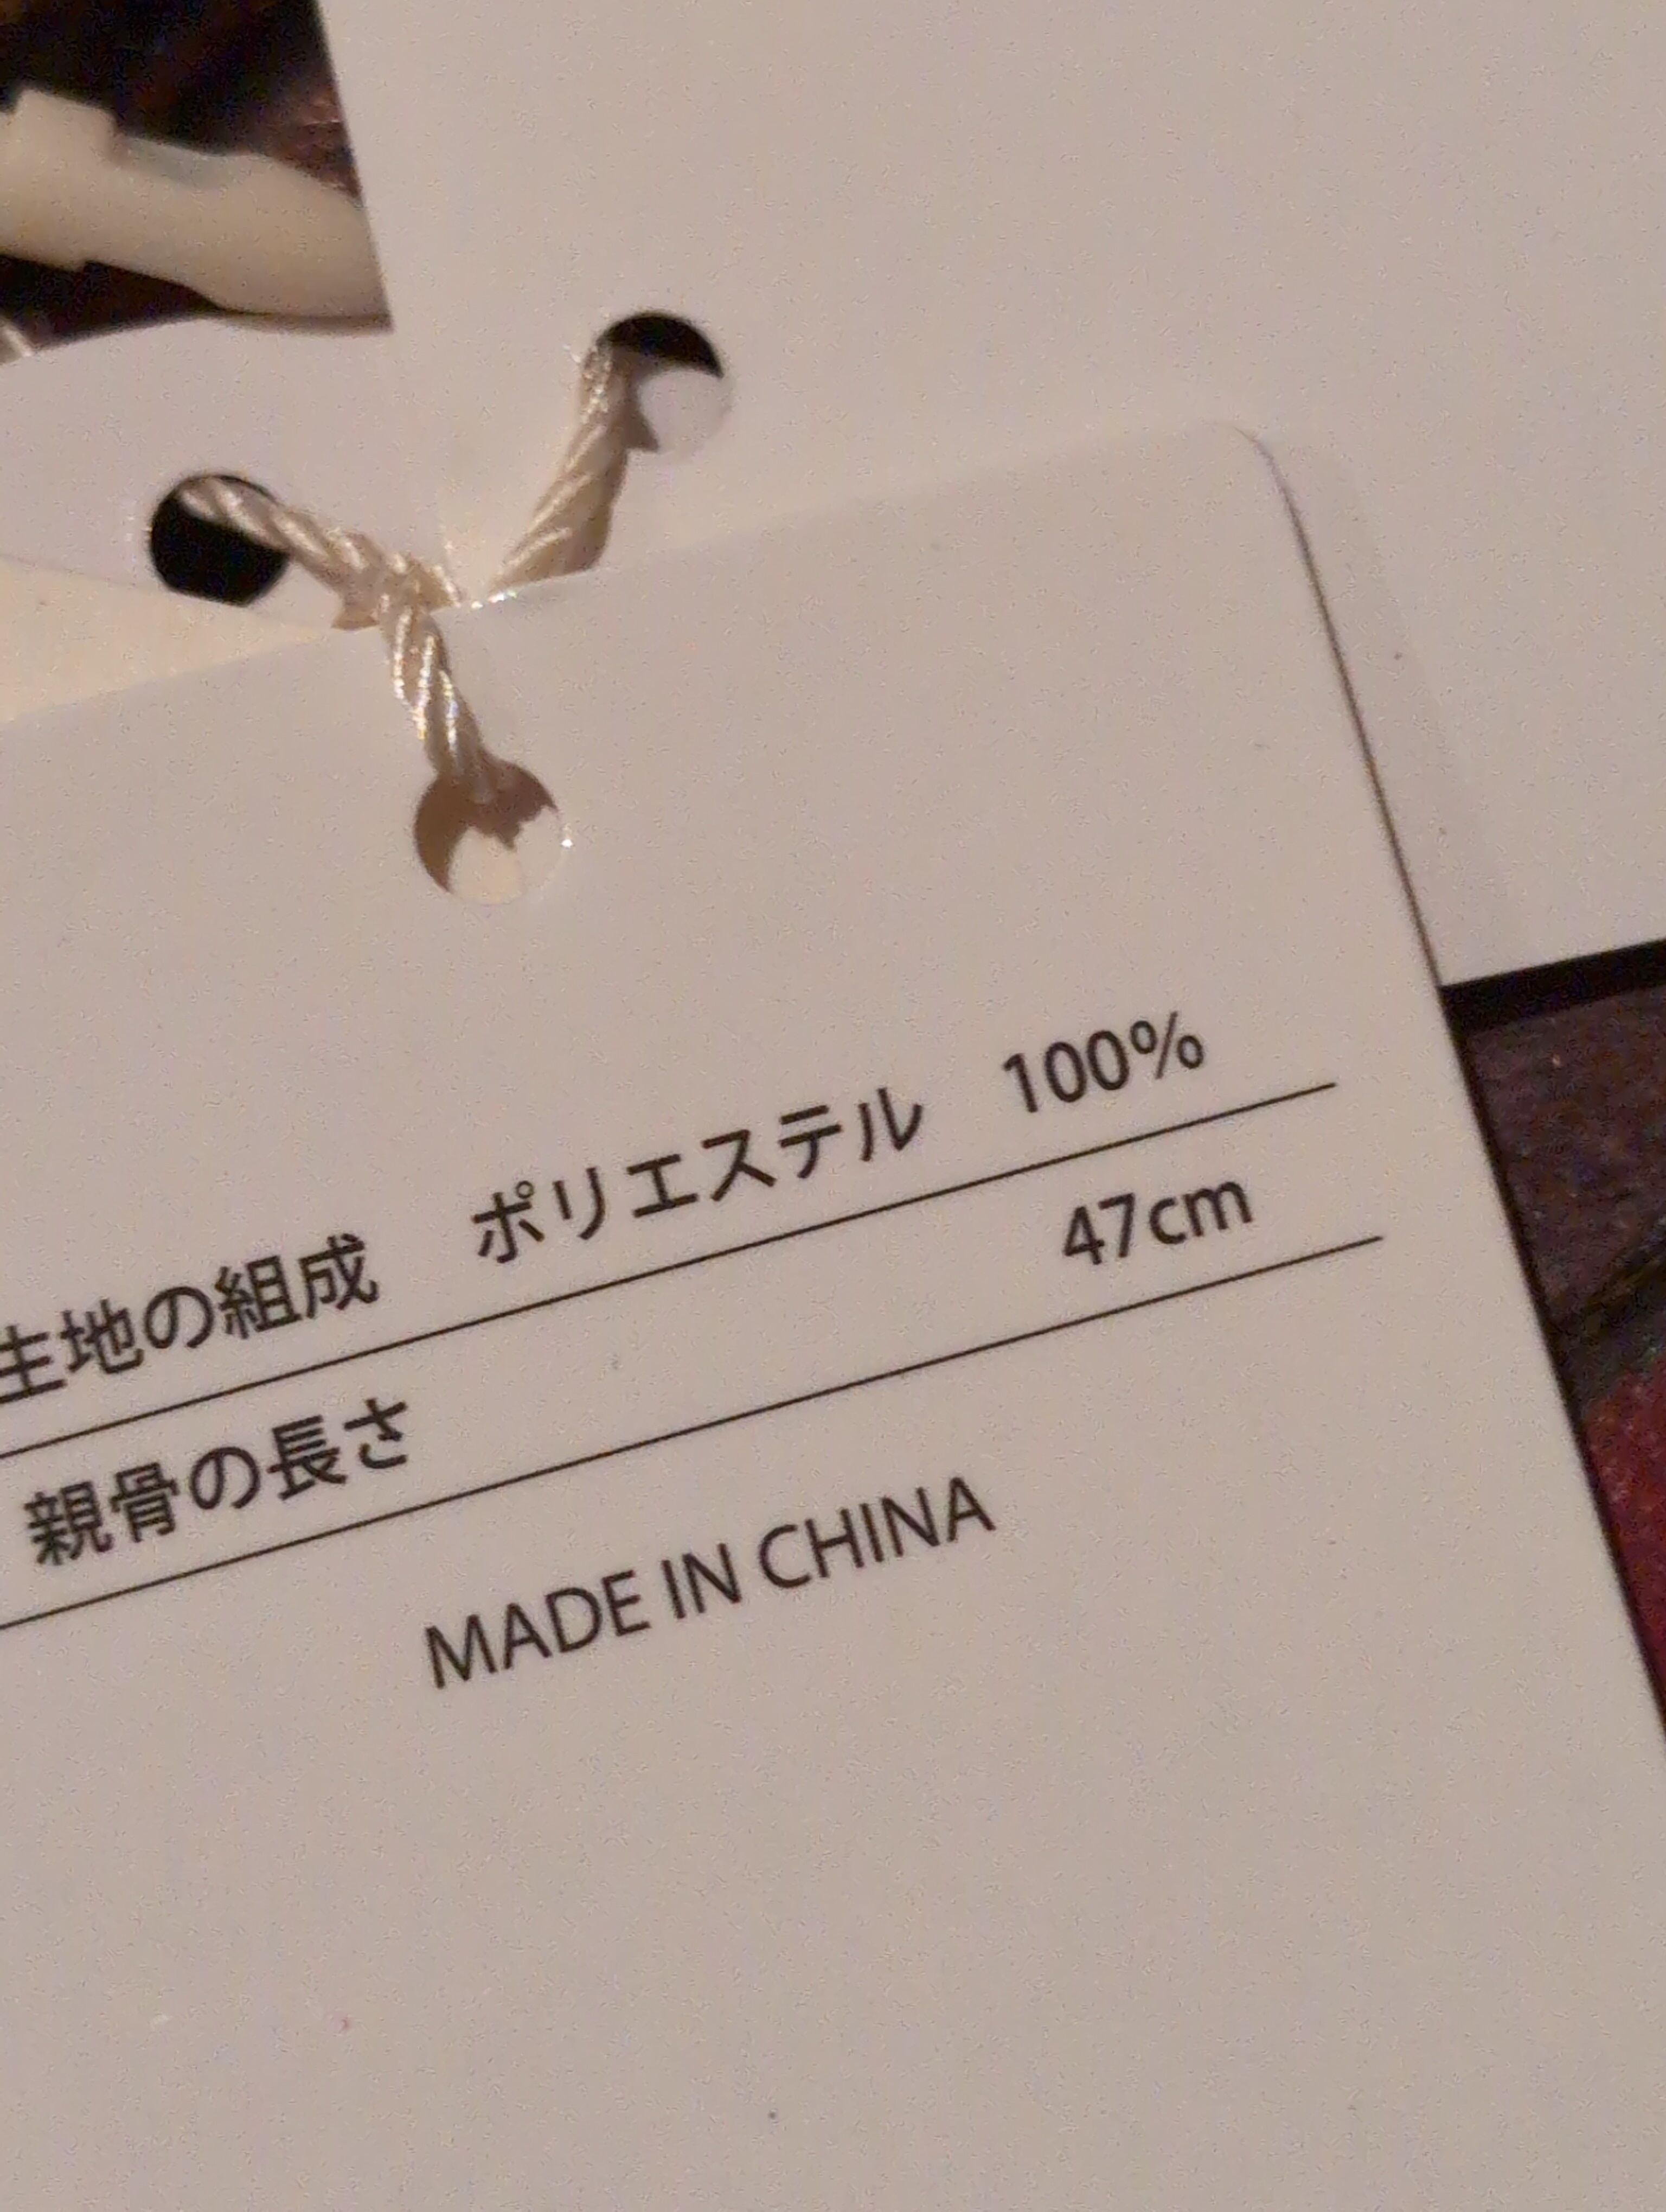 生地の組成 ポリエステル 100%
親骨の長さ 47cm
MADE IN CHINA